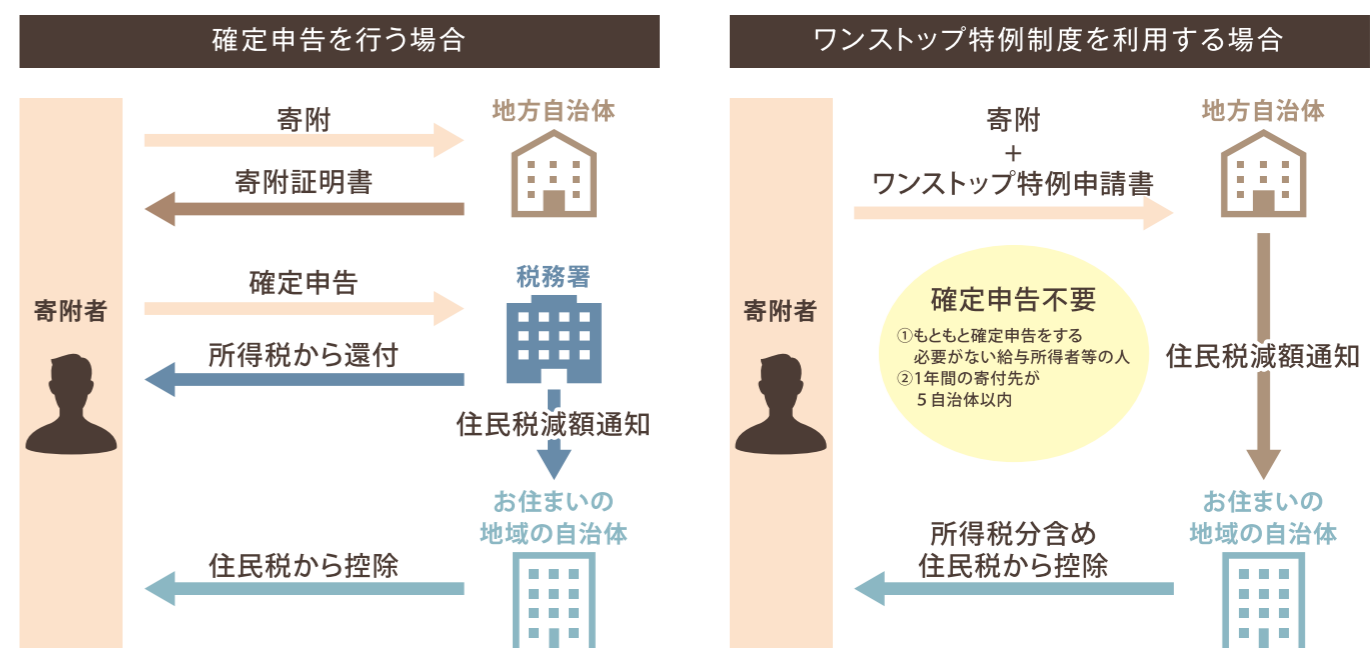 確定申告を行う場合
寄附
地方自治体
寄附証明書
寄附者
確定申告
税務署
所得税から還付
住民税減額通知
お住まいの
地域の自治体
住民税から控除
ワンストップ特例制度を利用する場合
寄附
+
ワンストップ特例申請書
地方自治体
寄附者
確定申告不要
①もともと確定申告をする
必要がない給与所得者等の人
②1年間の寄付先が
５自治体以内
住民税減額通知
お住まいの
地域の自治体
所得税分含め
住民税から控除